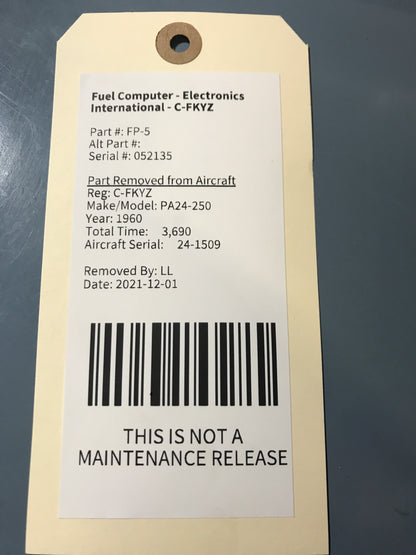 Fuel Computer - Electronics
International - C-FKYZ
Part #: FP-5
Alt Part #:
Serial #: 052135
Part Removed from Aircraft
Reg: C-FKYZ
Make/Model: PA24-250
Year: 1960
Total Time: 3,690
Aircraft Serial: 24-1509
Removed By: LL
Date: 2021-12-01
THIS IS NOT A
MAINTENANCE RELEASE